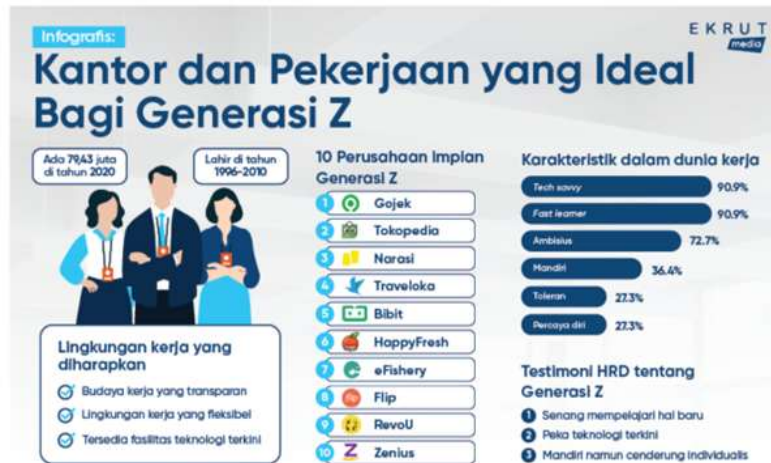 EKRUT
media
Infografis:
Kantor dan Pekerjaan yang Ideal
Bagi Generasi Z
Ada 79,43 juta
di tahun 2020
Lahir di tahun
1996-2010
Lingkungan kerja yang
diharapkan
Budaya kerja yang transparan
Lingkungan kerja yang fleksibel
Tersedia fasilitas teknologi terkini
10 Perusahaan Impian
Generasi Z
1 Gojek
2 Tokopedia
3 Narasi
4 Traveloka
5 Bibit
6 HappyFresh
7 eFishery
8 Flip
9 RevoU
10 Zenius
Karakteristik dalam dunia kerja
Tech savvy 90.9%
Fast learner 90.9%
Ambisius 72.7%
Mandiri 36.4%
Toleran 27.3%
Percaya diri 27.3%
Testimoni HRD tentang
Generasi Z
1 Senang mempelajari hal baru
2 Peka teknologi terkini
3 Mandiri namun cenderung individualis